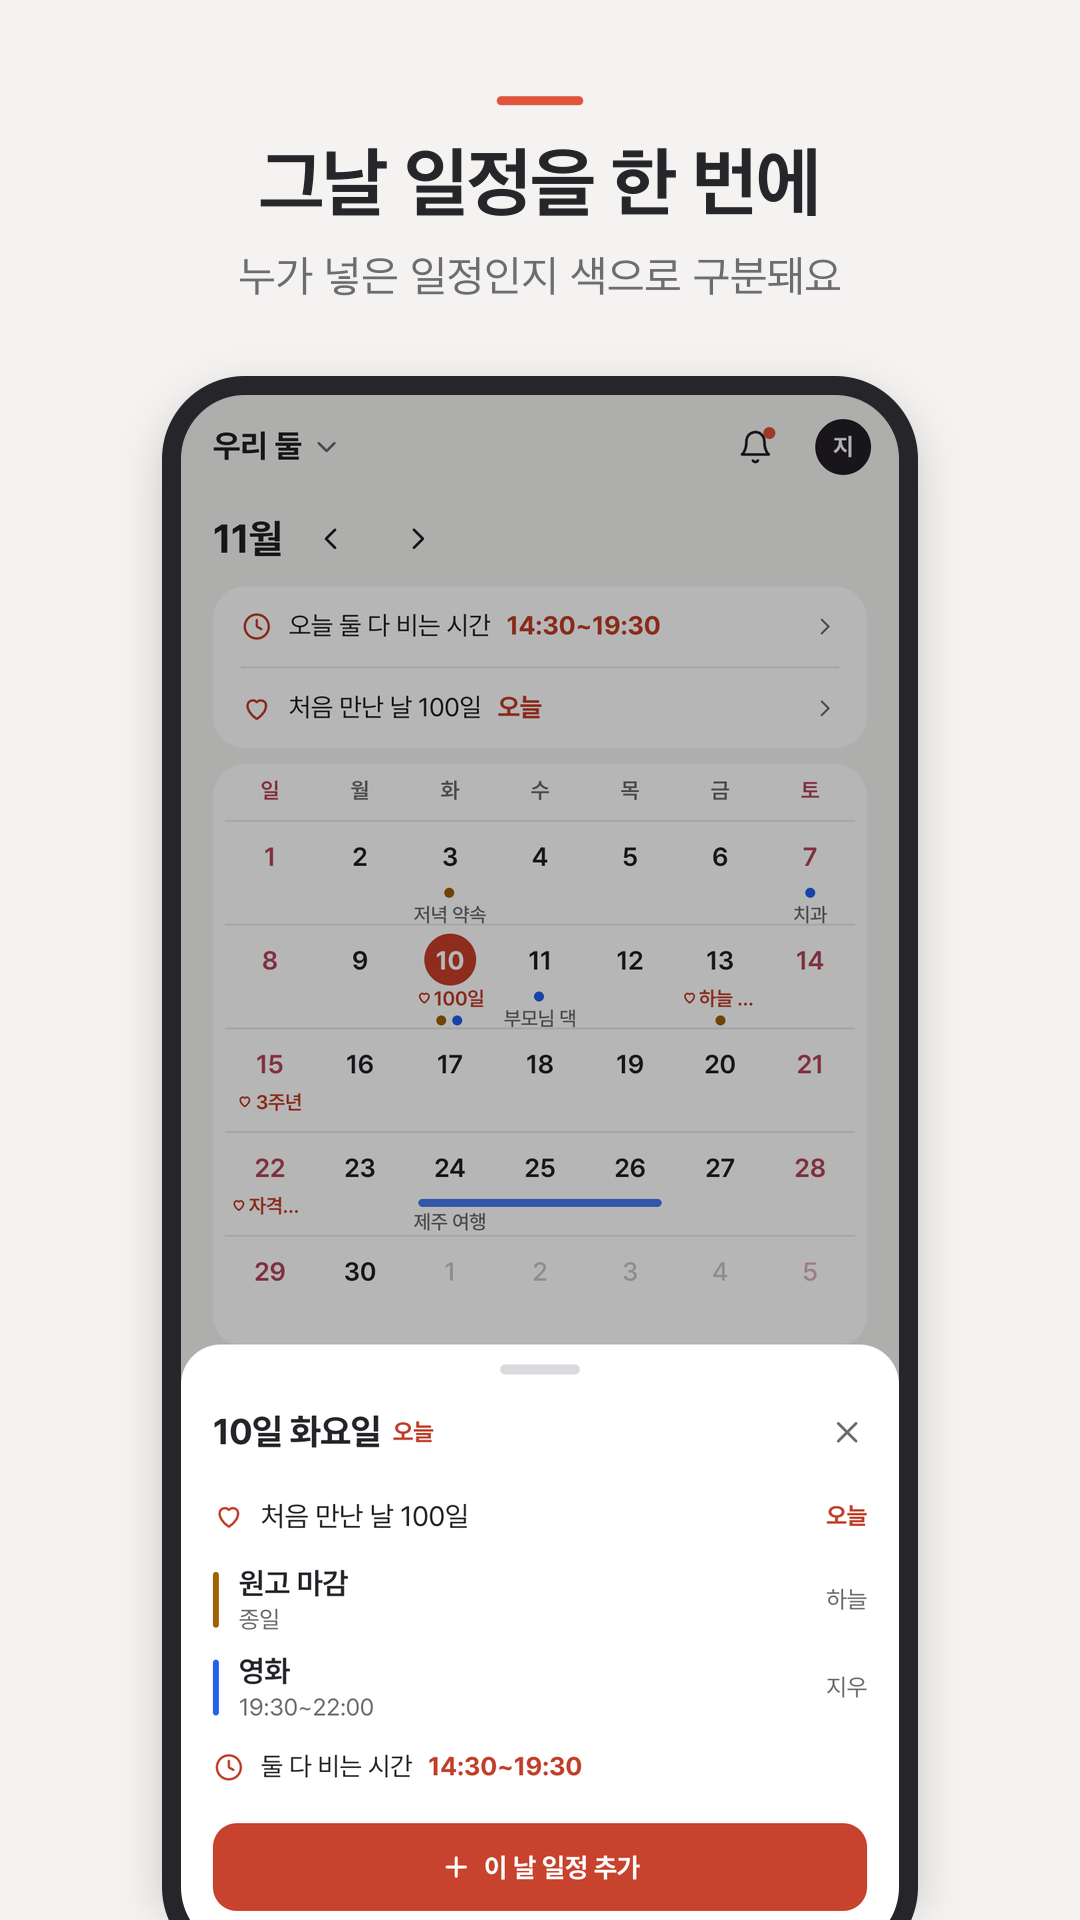 그날 일정을 한 번에
누가 넣은 일정인지 색으로 구분돼요
우리 둘
지
11월
오늘 둘 다 비는 시간 14:30~19:30
처음 만난 날 100일 오늘
일 월 화 수 목 금 토
1 2 3 4 5 6 7
저녁 약속 치과
8 9 10 11 12 13 14
100일 하늘 ...
부모님 댁
15 16 17 18 19 20 21
3주년
22 23 24 25 26 27 28
자격...
제주 여행
29 30 1 2 3 4 5
10일 화요일 오늘
처음 만난 날 100일 오늘
원고 마감
종일
하늘
영화
19:30~22:00
지우
둘 다 비는 시간 14:30~19:30
이 날 일정 추가